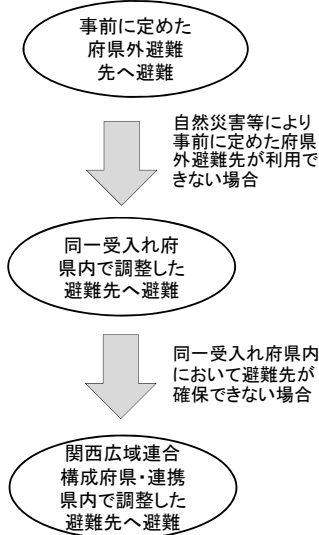 事前に定めた
府県外避難
先へ避難
自然災害等により
事前に定めた府県
外避難先が利用で
きない場合
同一受入れ府
県内で調整した
避難先へ避難
同一受入れ府県内
において避難先が
確保できない場合
関西広域連合
構成府県・連携
県内で調整した
避難先へ避難